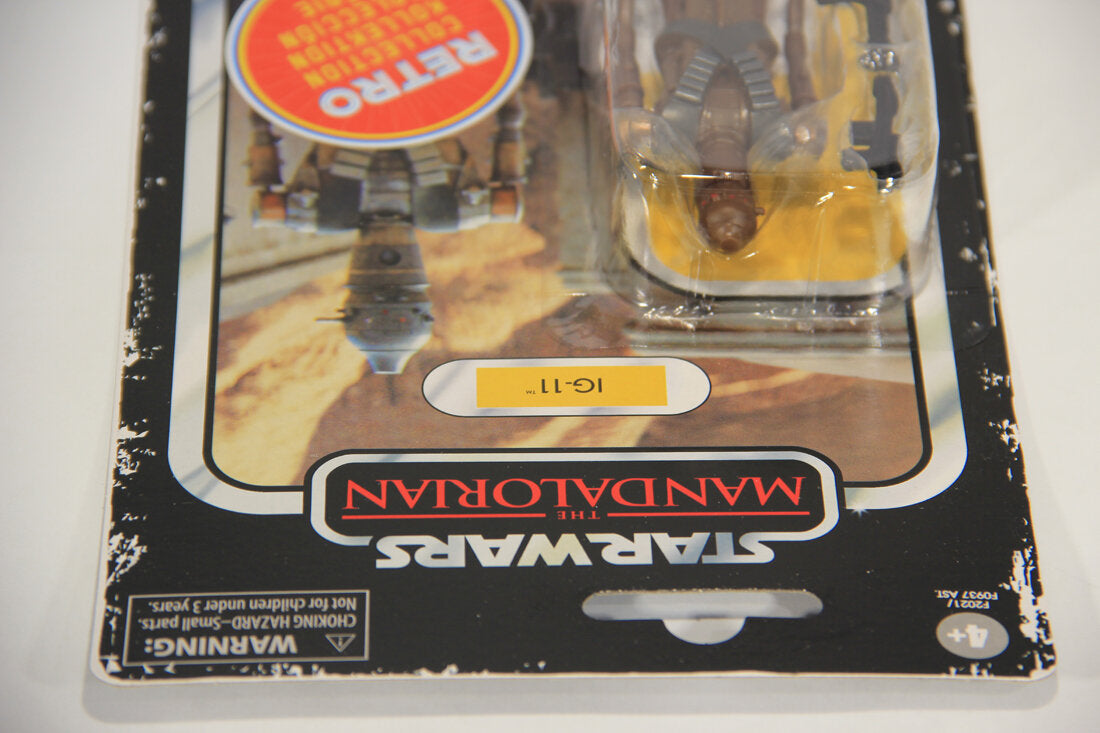 WARNING:
CHOKING HAZARD–Small parts.
Not for children under 3 years.
4+
F2021/
F0937 AST.
STAR WARS
THE
MANDALORIAN
IG-11™
RETRO
COLLECTION
KOLLEKTION
COLECCIÓN